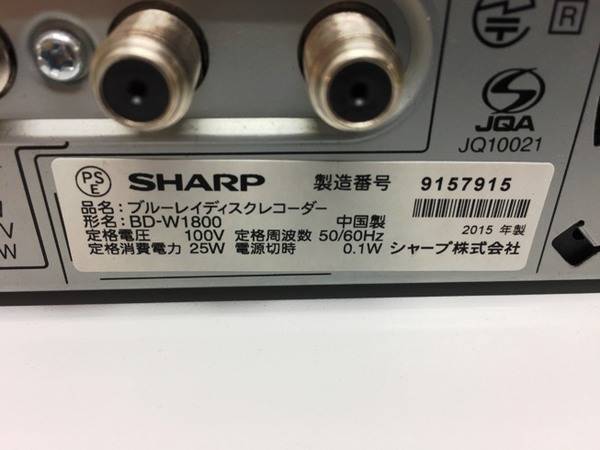 R
JQA
JQ10021
V
W
PS
E
SHARP 製造番号 9157915
品名：ブルーレイディスクレコーダー
形名：BD-W1800 中国製
定格電圧 100V 定格周波数 50/60Hz 2015 年製
定格消費電力 25W 電源切時 0.1W シャープ株式会社